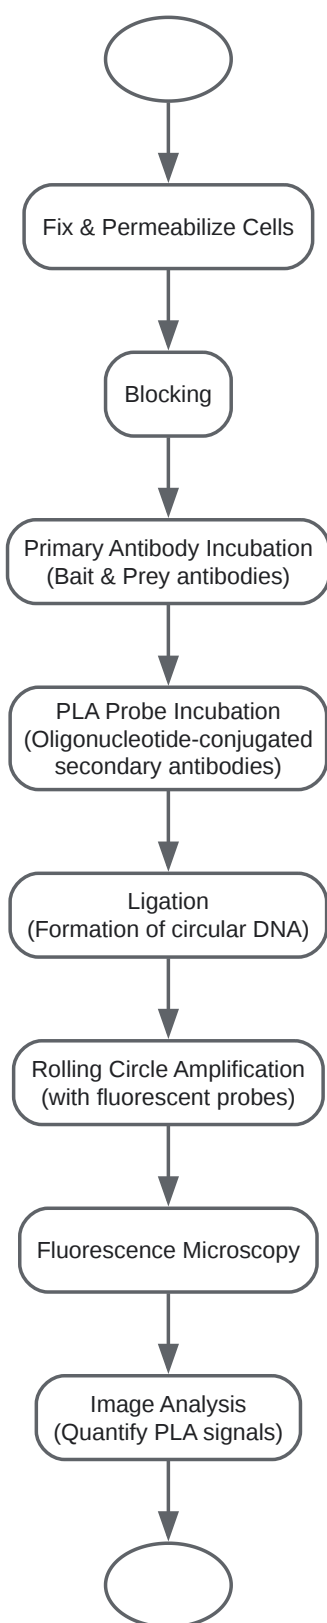 Fix & Permeabilize Cells
Blocking
Primary Antibody Incubation
(Bait & Prey antibodies)
PLA Probe Incubation
(Oligonucleotide-conjugated
secondary antibodies)
Ligation
(Formation of circular DNA)
Rolling Circle Amplification
(with fluorescent probes)
Fluorescence Microscopy
Image Analysis
(Quantify PLA signals)